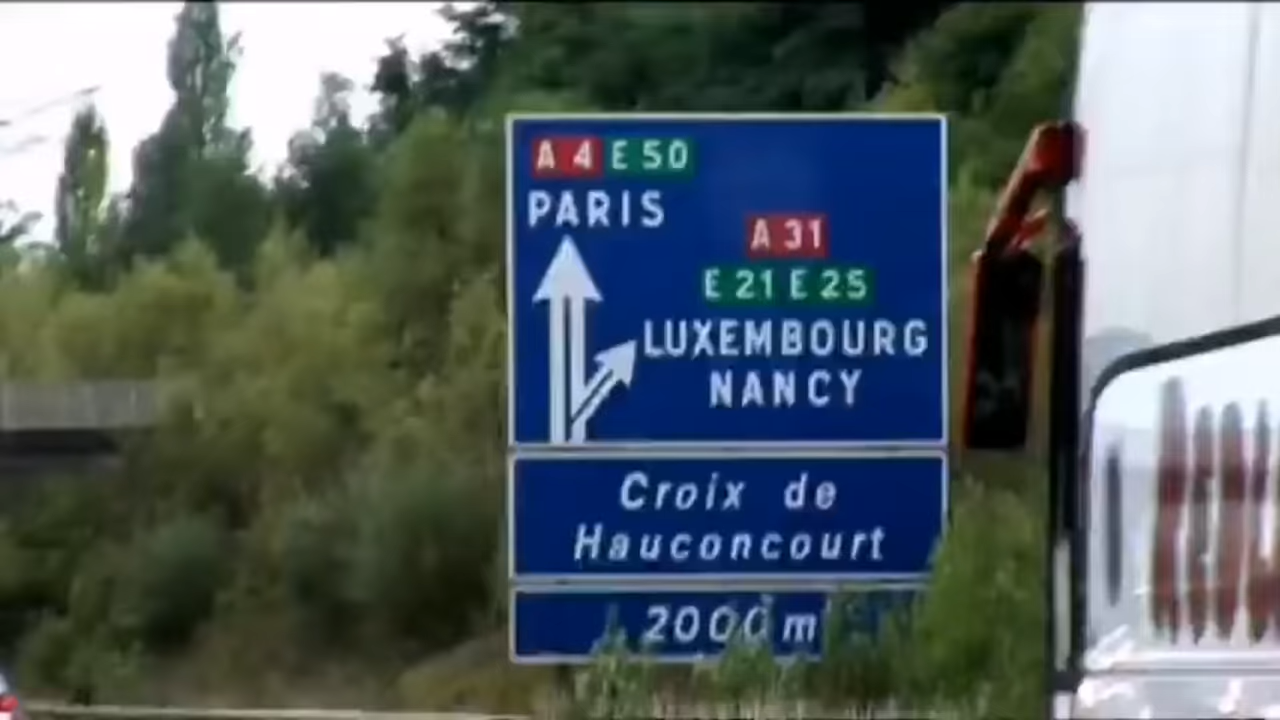 A 4 E 50
PARIS
A 31
E 21 E 25
LUXEMBOURG
NANCY
Croix de
Hauconcourt
2000 m